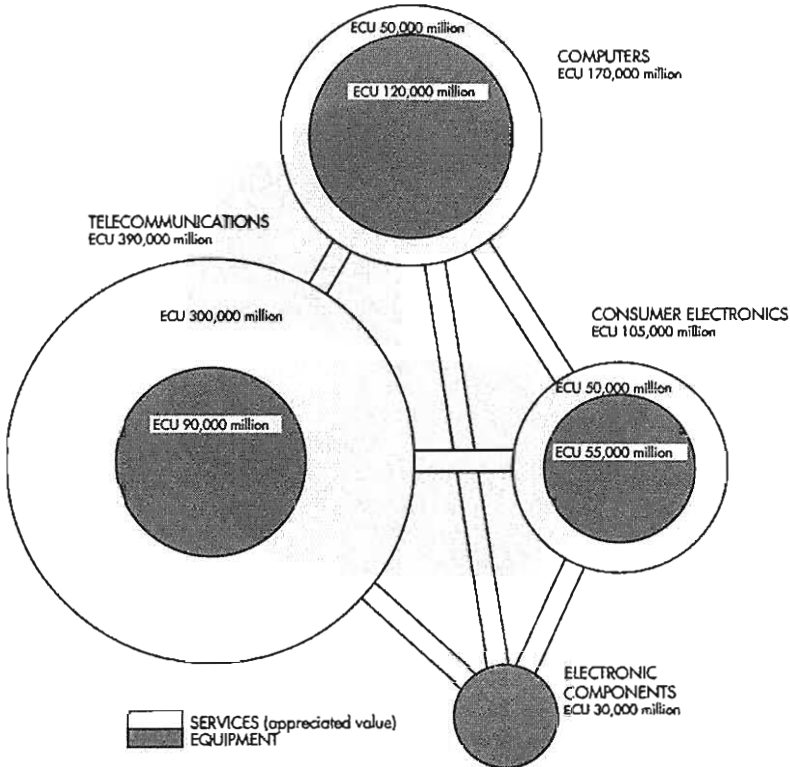 ECU 50,000 million
COMPUTERS
ECU 170,000 million
ECU 120,000 million
TELECOMMUNICATIONS
ECU 390,000 million
ECU 300,000 million
CONSUMER ELECTRONICS
ECU 105,000 million
ECU 50,000 million
ECU 90,000 million
ECU 55,000 million
ELECTRONIC
COMPONENTS
ECU 30,000 million
SERVICES (appreciated value)
EQUIPMENT